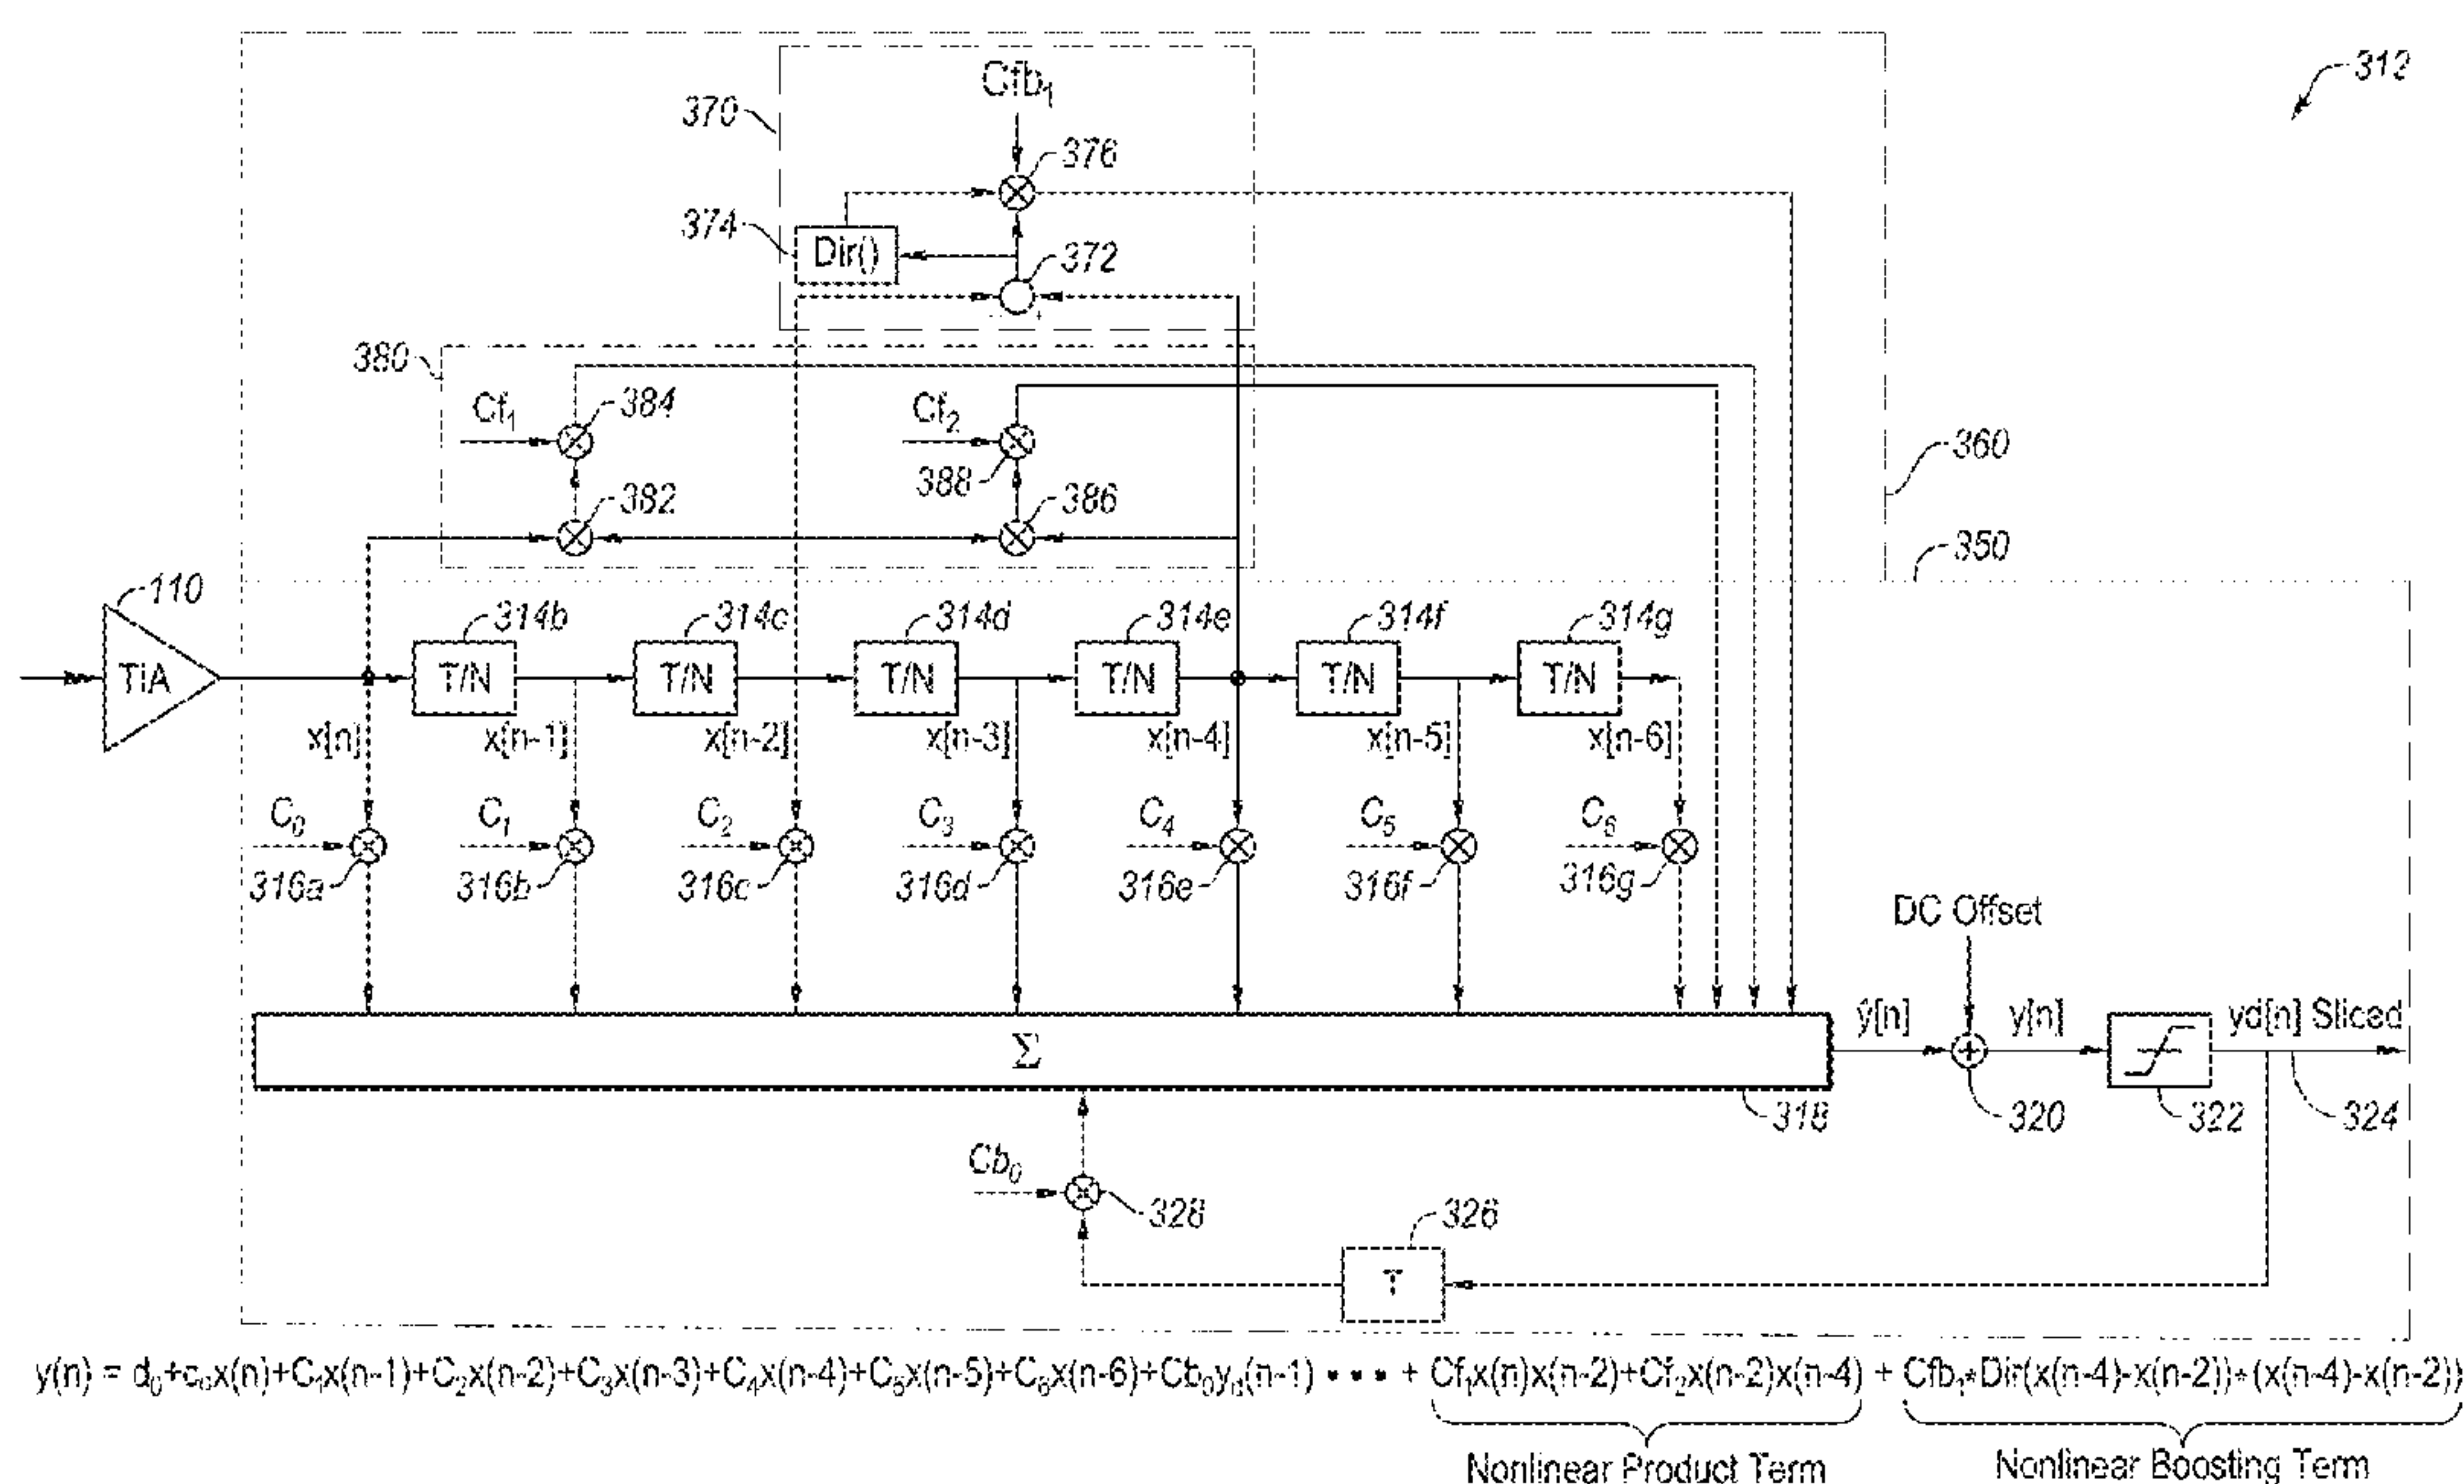 312
Cfb1
370
376
374
Dir()
372
- +
380
Cf1
384
Cf2
388
382
386
360
350
110
TIA
314b
314c
314d
314e
314f
314g
T/N
T/N
T/N
T/N
T/N
T/N
x[n]
x[n-1]
x[n-2]
x[n-3]
x[n-4]
x[n-5]
x[n-6]
C0
C1
C2
C3
C4
C5
C6
316a
316b
316c
316d
316e
316f
316g
DC Offset
Σ
ŷ[n]
y[n]
yd[n] Sliced
318
320
322
324
Cb0
328
326
T
y(n) = d0+c0x(n)+C1x(n-1)+C2x(n-2)+C3x(n-3)+C4x(n-4)+C5x(n-5)+C6x(n-6)+Cb0yd(n-1) • • • + Cf1x(n)x(n-2)+Cf2x(n-2)x(n-4) + Cfb1*Dir(x(n-4)-x(n-2))*(x(n-4)-x(n-2))
Nonlinear Product Term
Nonlinear Boosting Term